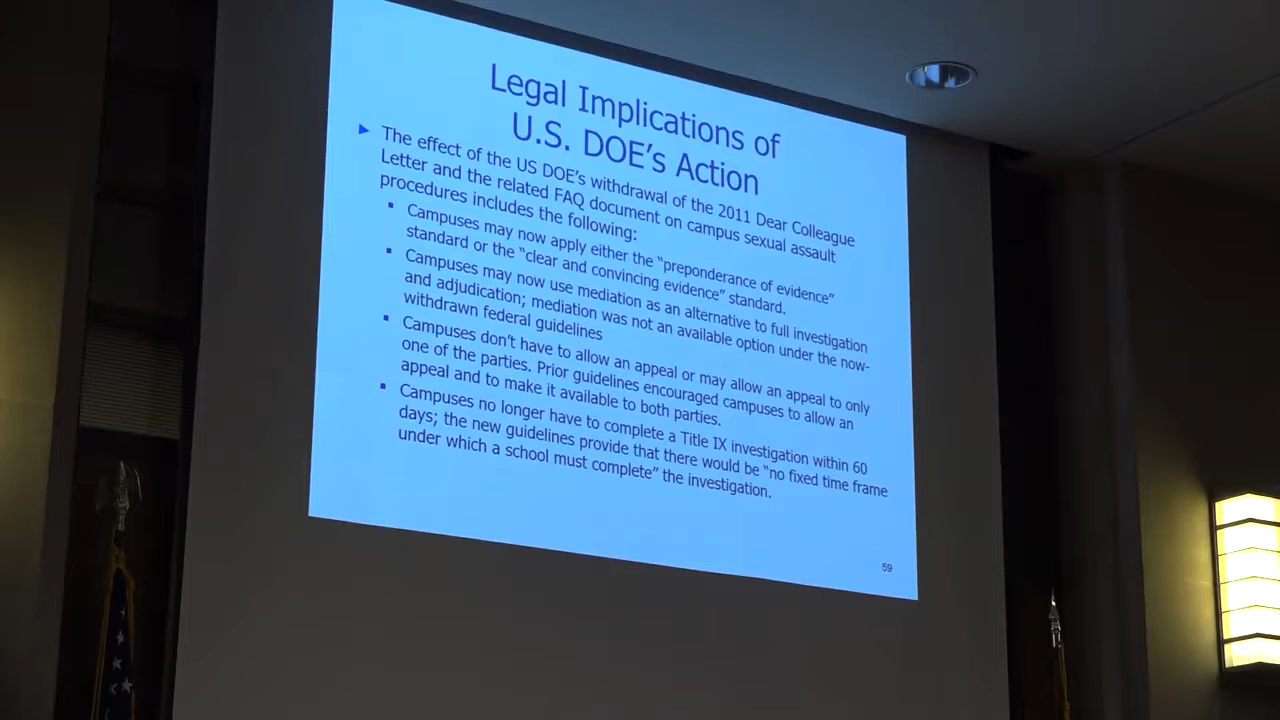 Legal Implications of
U.S. DOE's Action
▶ The effect of the US DOE's withdrawal of the 2011 Dear Colleague
Letter and the related FAQ document on campus sexual assault
procedures includes the following:
▪ Campuses may now apply either the "preponderance of evidence"
standard or the "clear and convincing evidence" standard.
▪ Campuses may now use mediation as an alternative to full investigation
and adjudication; mediation was not an available option under the now-
withdrawn federal guidelines
▪ Campuses don't have to allow an appeal or may allow an appeal to only
one of the parties. Prior guidelines encouraged campuses to allow an
appeal and to make it available to both parties.
▪ Campuses no longer have to complete a Title IX investigation within 60
days; the new guidelines provide that there would be "no fixed time frame
under which a school must complete" the investigation.
59